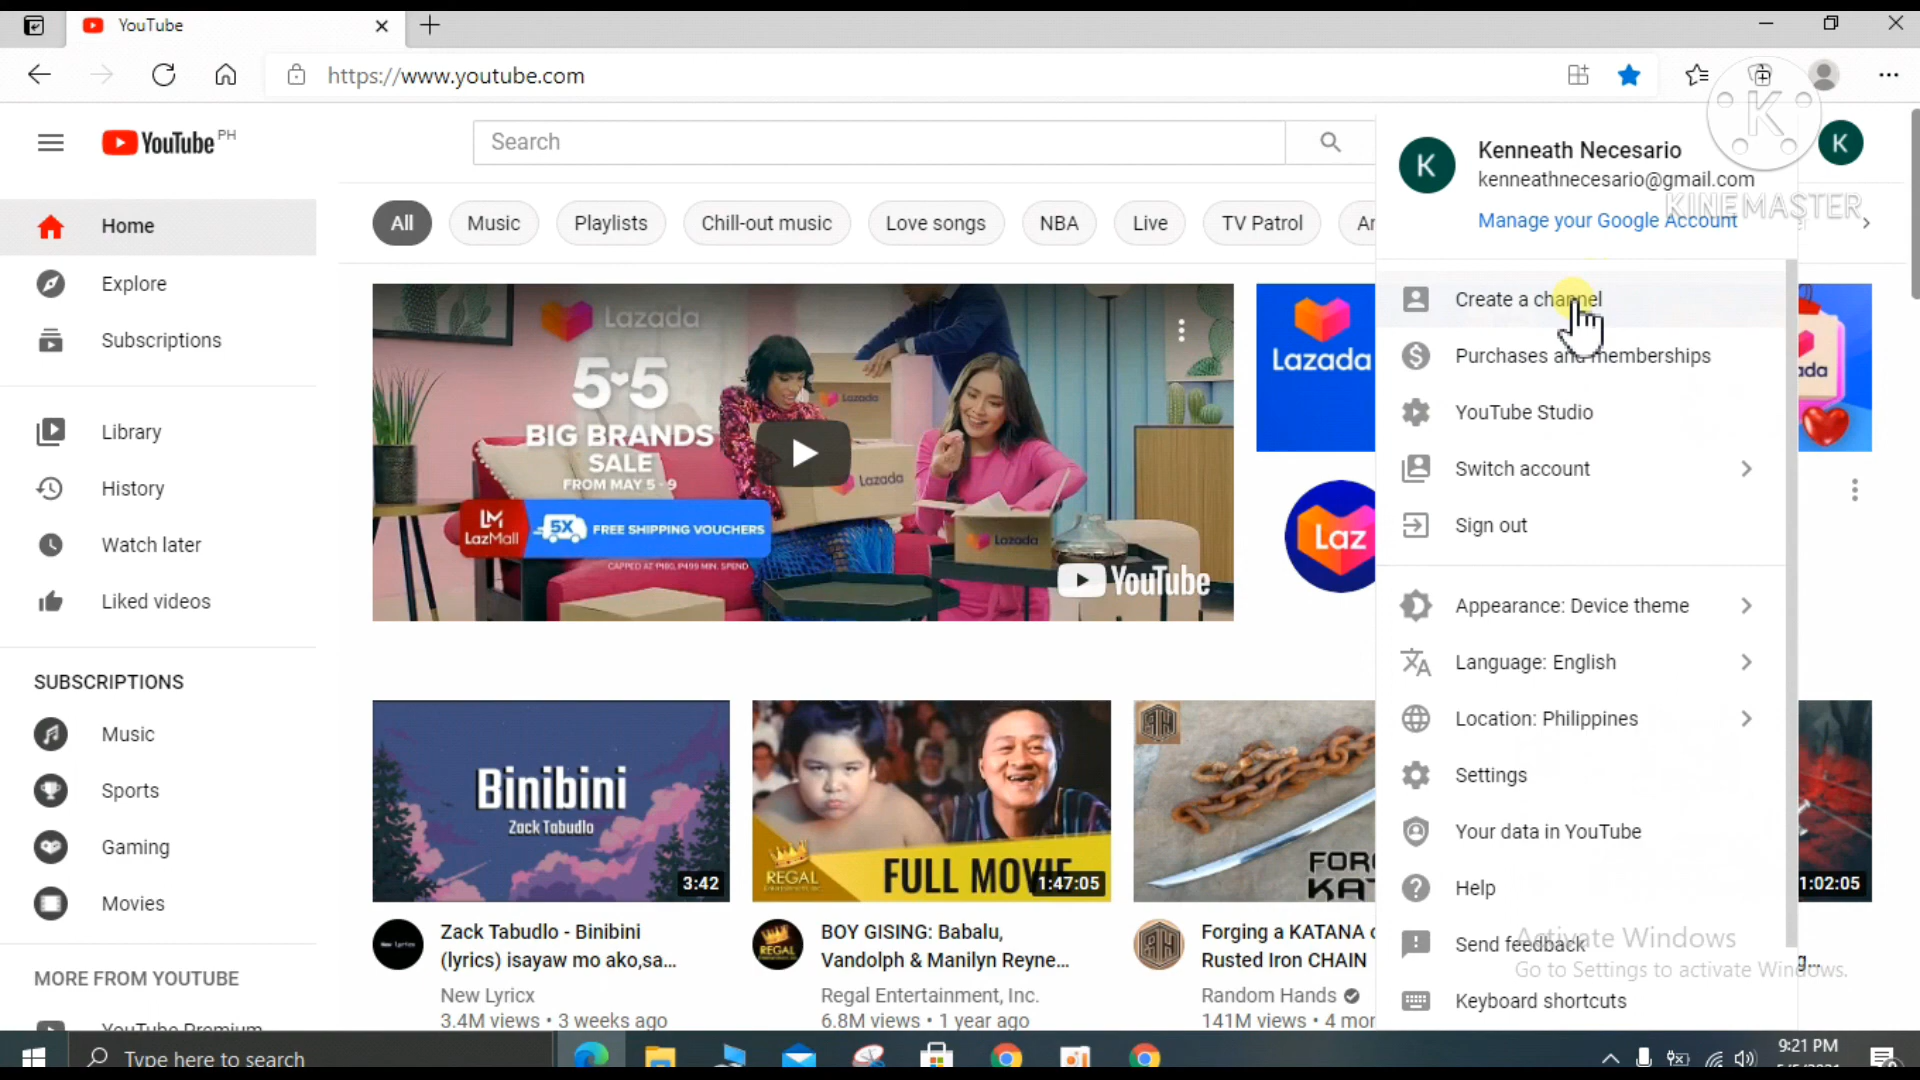 YouTube
https://www.youtube.com
YouTube PH
Search
K
Kenneath Necesario
kenneathnecesario@gmail.com
Manage your Google Account
K
K
KINEMASTER
Home
Explore
Subscriptions
Library
History
Watch later
Liked videos
SUBSCRIPTIONS
Music
Sports
Gaming
Movies
MORE FROM YOUTUBE
YouTube Premium
All
Music
Playlists
Chill-out music
Love songs
NBA
Live
TV Patrol
Lazada
5•5
BIG BRANDS
SALE
FROM MAY 5 - 9
LM
LazMall
5X
FREE SHIPPING VOUCHERS
Lazada
Lazada
Lazada
YouTube
Lazada
Laz
Create a channel
Purchases and memberships
YouTube Studio
Switch account
Sign out
Appearance: Device theme
Language: English
Location: Philippines
Settings
Your data in YouTube
Help
Send feedback
Keyboard shortcuts
Binibini
Zack Tabudlo
3:42
REGAL
FULL MOVIE
1:47:05
1:02:05
Zack Tabudlo - Binibini
(lyrics) isayaw mo ako,sa...
New Lyricx
3.4M views • 3 weeks ago
BOY GISING: Babalu,
Vandolph & Manilyn Reyne...
Regal Entertainment, Inc.
6.8M views • 1 year ago
Forging a KATANA
Rusted Iron CHAIN
Random Hands
141M views • 4
Activate Windows
Go to Settings to activate Windows.
Type here to search
9:21 PM